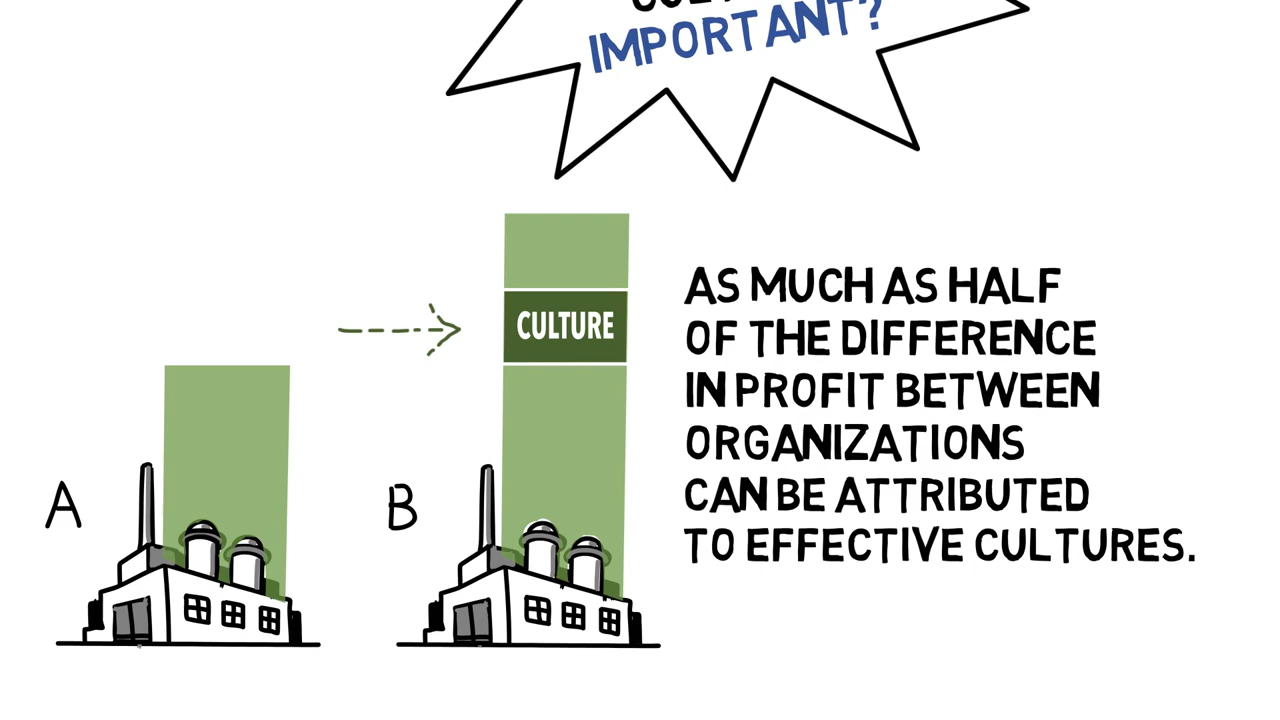 IMPORTANT?
CULTURE
AS MUCH AS HALF
OF THE DIFFERENCE
IN PROFIT BETWEEN
ORGANIZATIONS
CAN BE ATTRIBUTED
TO EFFECTIVE CULTURES.
A
B